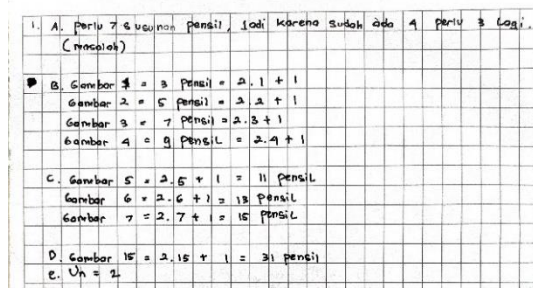 1. A. Perlu 7 susunan pensil, Jadi karena sudah ada 4 perlu 3 lagi.
(masalah)
B. Gambar 1 = 3 pensil = 2.1 + 1
Gambar 2 = 5 pensil = 2.2 + 1
Gambar 3 = 7 pensil = 2.3 + 1
Gambar 4 = 9 pensil = 2.4 + 1
C. Gambar 5 = 2.5 + 1 = 11 pensil
Gambar 6 = 2.6 + 1 = 13 pensil
Gambar 7 = 2.7 + 1 = 15 pensil
D. Gambar 15 = 2.15 + 1 = 31 pensil
e. Un = 2